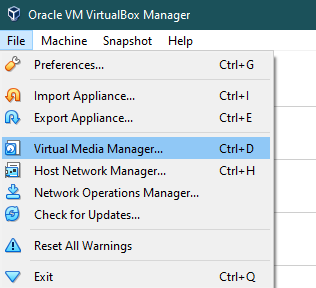 Oracle VM VirtualBox Manager
File Machine Snapshot Help
Preferences... Ctrl+G
Import Appliance... Ctrl+I
Export Appliance... Ctrl+E
Virtual Media Manager... Ctrl+D
Host Network Manager... Ctrl+H
Network Operations Manager...
Check for Updates...
Reset All Warnings
Exit Ctrl+Q